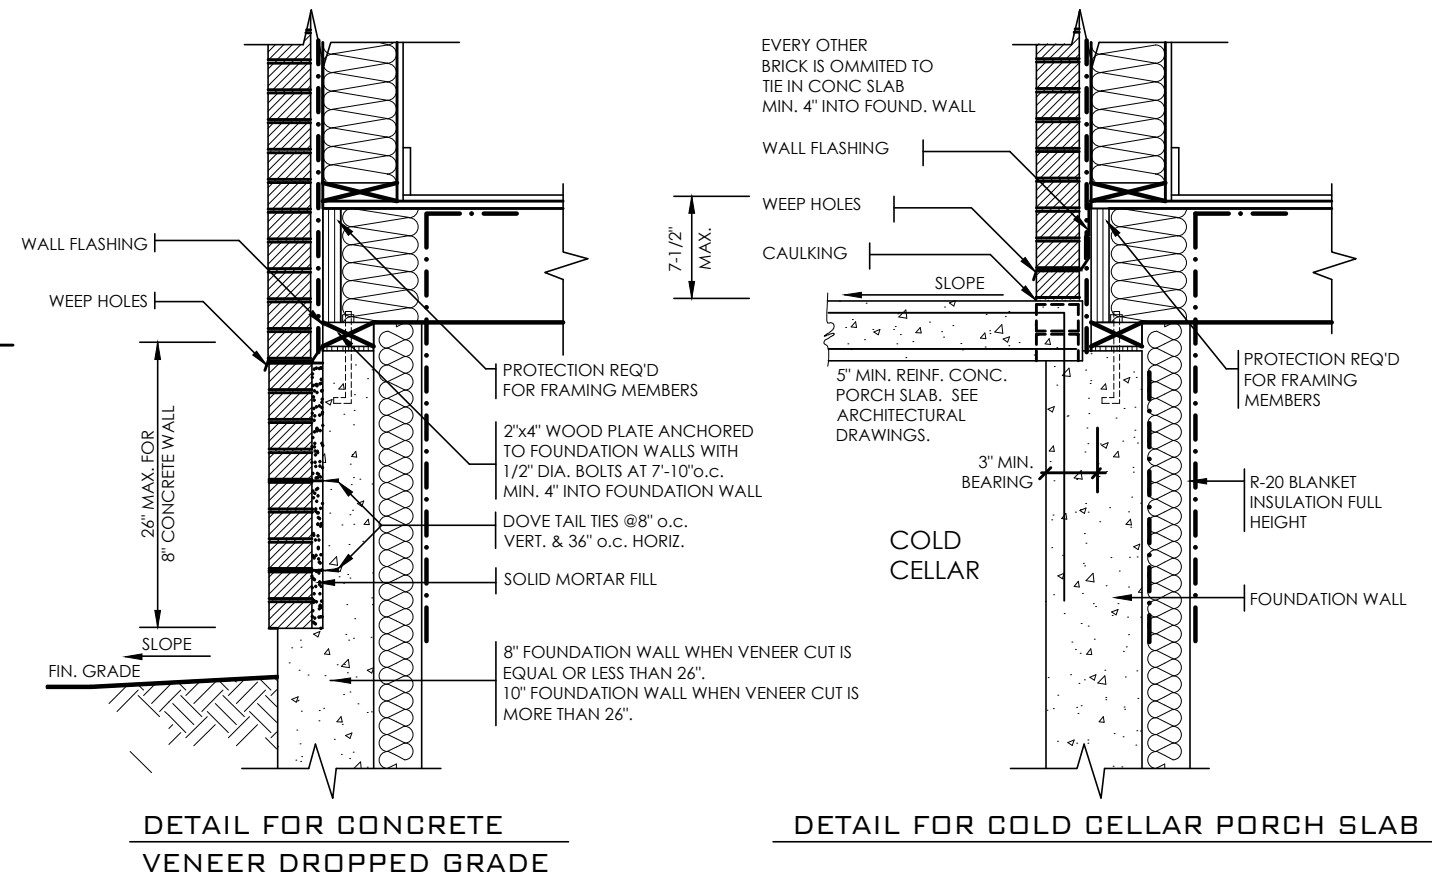 WALL FLASHING
WEEP HOLES
26" MAX. FOR
8" CONCRETE WALL
SLOPE
FIN. GRADE
PROTECTION REQ'D
FOR FRAMING MEMBERS
2"x4" WOOD PLATE ANCHORED
TO FOUNDATION WALLS WITH
1/2" DIA. BOLTS AT 7'-10"o.c.
MIN. 4" INTO FOUNDATION WALL
DOVE TAIL TIES @8" o.c.
VERT. & 36" o.c. HORIZ.
SOLID MORTAR FILL
8" FOUNDATION WALL WHEN VENEER CUT IS
EQUAL OR LESS THAN 26".
10" FOUNDATION WALL WHEN VENEER CUT IS
MORE THAN 26".
DETAIL FOR CONCRETE
VENEER DROPPED GRADE
EVERY OTHER
BRICK IS OMMITED TO
TIE IN CONC SLAB
MIN. 4" INTO FOUND. WALL
WALL FLASHING
WEEP HOLES
CAULKING
7-1/2"
MAX.
SLOPE
5" MIN. REINF. CONC.
PORCH SLAB. SEE
ARCHITECTURAL
DRAWINGS.
3" MIN.
BEARING
COLD
CELLAR
PROTECTION REQ'D
FOR FRAMING
MEMBERS
R-20 BLANKET
INSULATION FULL
HEIGHT
FOUNDATION WALL
DETAIL FOR COLD CELLAR PORCH SLAB